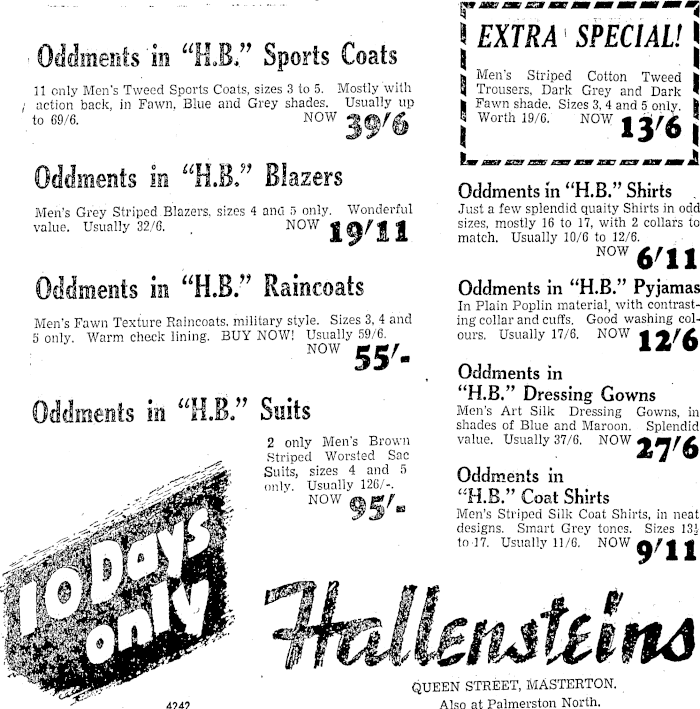 Oddments in "H.B." Sports Coats
11 only Men's Tweed Sports Coats, sizes 3 to 5. Mostly with
action back, in Fawn, Blue and Grey shades. Usually up
to 69/6. NOW 39/6
Oddments in "H.B." Blazers
Men's Grey Striped Blazers, sizes 4 and 5 only. Wonderful
value. Usually 32/6. NOW 19/11
Oddments in "H.B." Raincoats
Men's Fawn Texture Raincoats, military style. Sizes 3, 4 and
5 only. Warm check lining. BUY NOW! Usually 59/6.
NOW 55/-
Oddments in "H.B." Suits
2 only Men's Brown
Striped Worsted Sac
Suits, sizes 4 and 5
only. Usually 126/-.
NOW 95/-
10 Days
only
4242
EXTRA SPECIAL!
Men's Striped Cotton Tweed
Trousers, Dark Grey and Dark
Fawn shade. Sizes 3, 4 and 5 only.
Worth 19/6. NOW 13/6
Oddments in "H.B." Shirts
Just a few splendid quaity Shirts in odd
sizes, mostly 16 to 17, with 2 collars to
match. Usually 10/6 to 12/6.
NOW 6/11
Oddments in "H.B." Pyjamas
In Plain Poplin material, with contrast-
ing collar and cuffs. Good washing col-
ours. Usually 17/6. NOW 12/6
Oddments in
"H.B." Dressing Gowns
Men's Art Silk Dressing Gowns, in
shades of Blue and Maroon. Splendid
value. Usually 37/6. NOW 27/6
Oddments in
"H.B." Coat Shirts
Men's Striped Silk Coat Shirts, in neat
designs. Smart Grey tones. Sizes 13½
to 17. Usually 11/6. NOW 9/11
Hallensteins
QUEEN STREET, MASTERTON.
Also at Palmerston North.